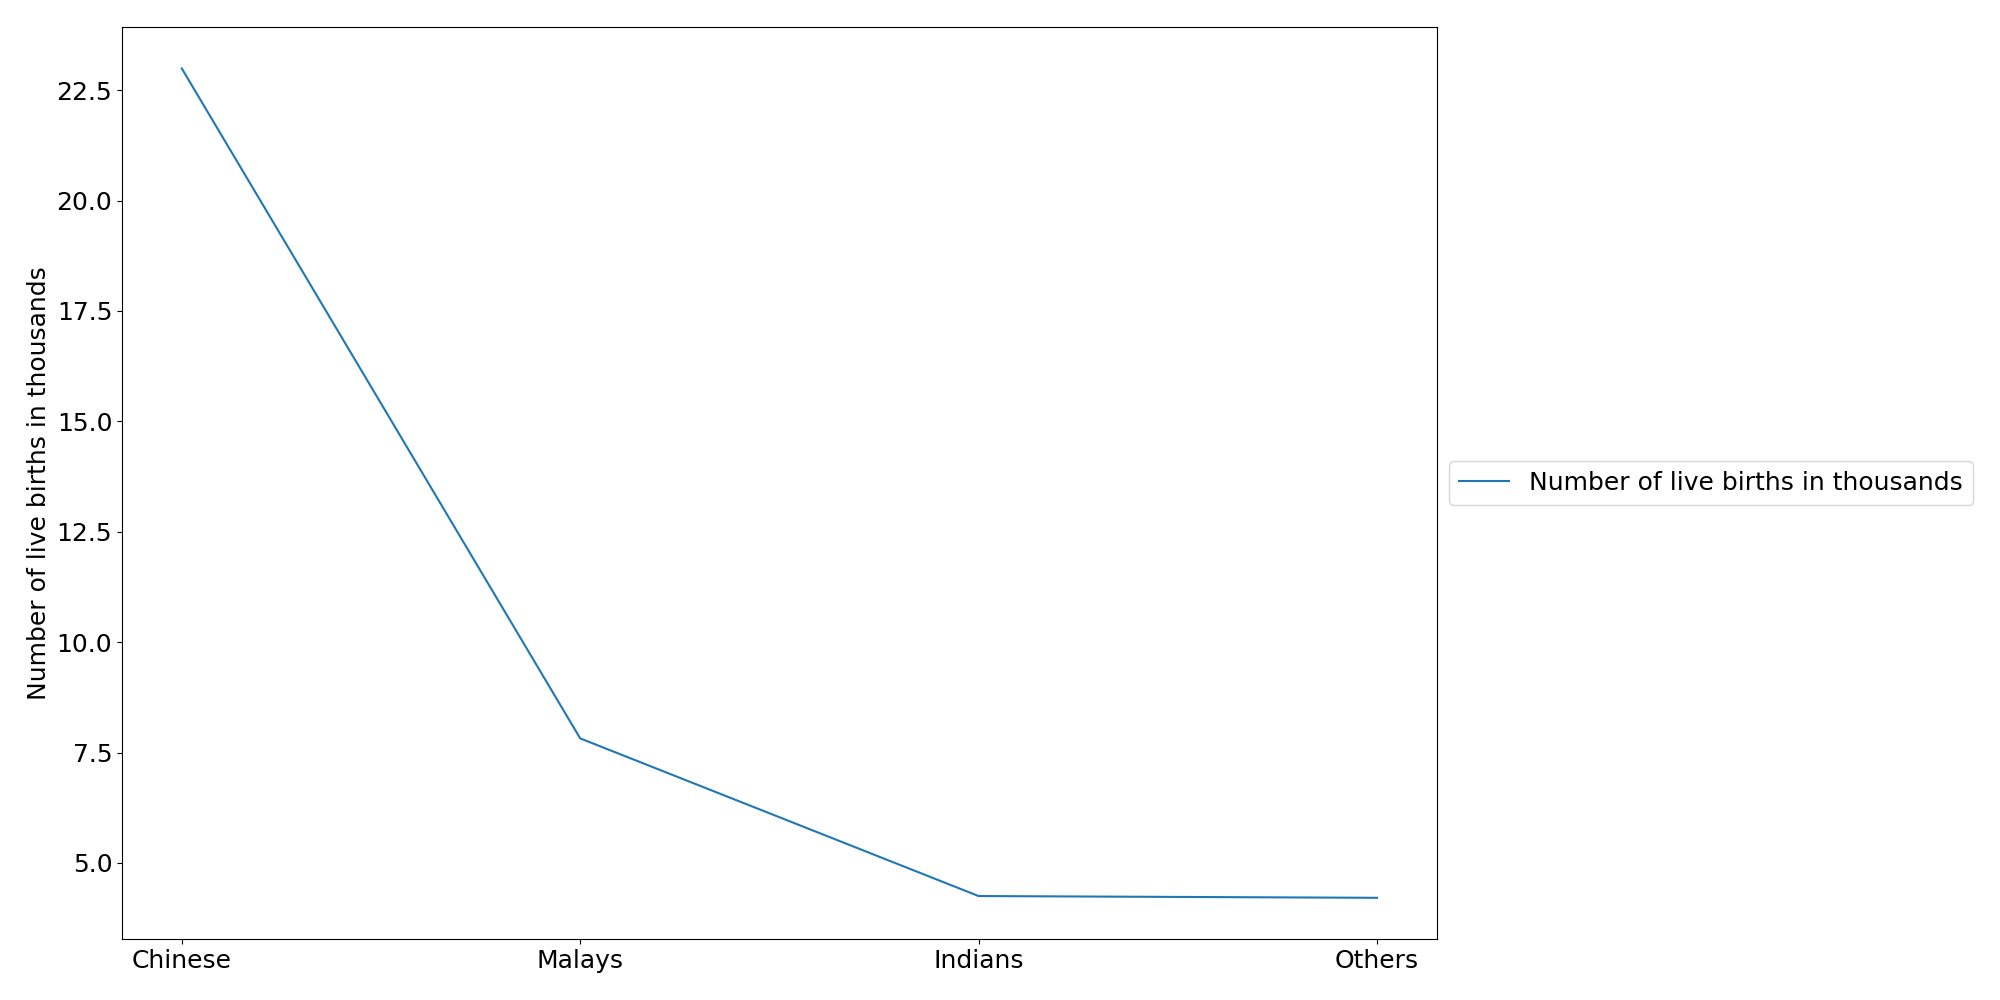 Number of live births in thousands
22.5
20.0
17.5
15.0
12.5
10.0
7.5
5.0
Chinese
Malays
Indians
Others
Number of live births in thousands